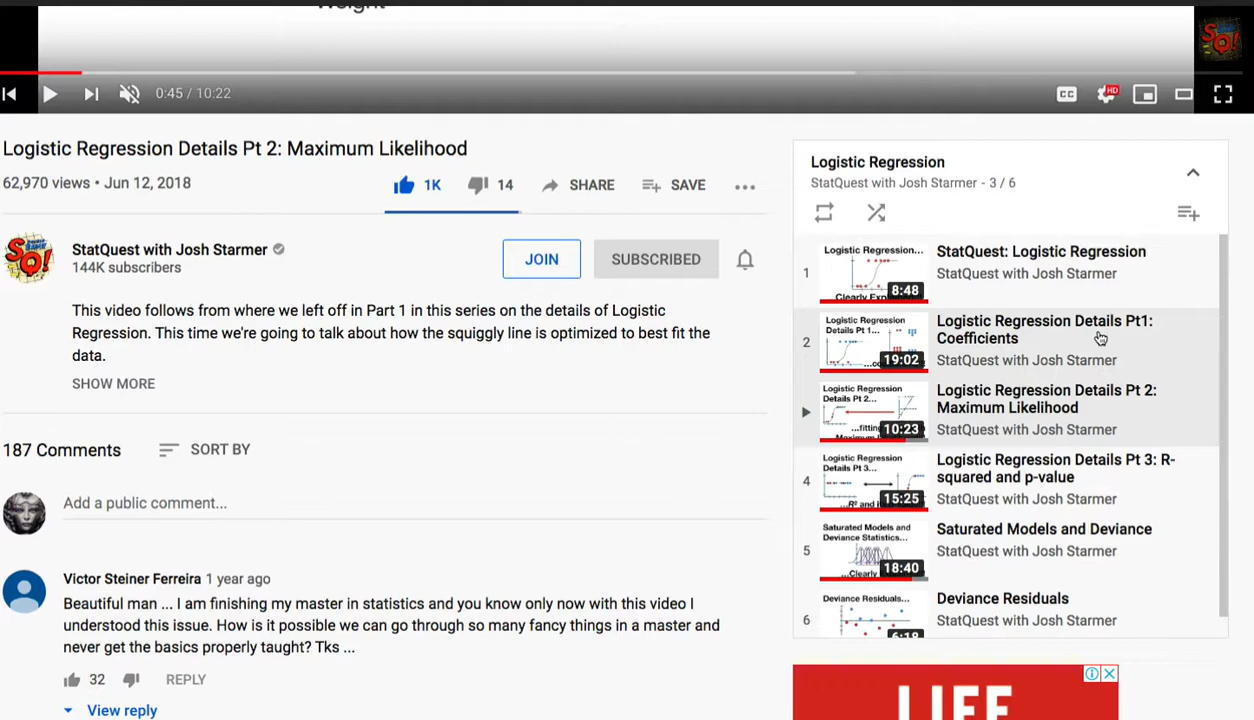 Weight
SQ!
0:45 / 10:22
CC
HD
Logistic Regression Details Pt 2: Maximum Likelihood
62,970 views • Jun 12, 2018
1K
14
SHARE
SAVE
SQ!
StatQuest with Josh Starmer
144K subscribers
JOIN
SUBSCRIBED
This video follows from where we left off in Part 1 in this series on the details of Logistic
Regression. This time we're going to talk about how the squiggly line is optimized to best fit the
data.
SHOW MORE
187 Comments
SORT BY
Add a public comment...
Victor Steiner Ferreira 1 year ago
Beautiful man ... I am finishing my master in statistics and you know only now with this video I
understood this issue. How is it possible we can go through so many fancy things in a master and
never get the basics properly taught? Tks ...
32
REPLY
View reply
Logistic Regression
StatQuest with Josh Starmer - 3 / 6
1
Logistic Regression...
Clearly
8:48
StatQuest: Logistic Regression
StatQuest with Josh Starmer
2
Logistic Regression
Details Pt1...
19:02
Logistic Regression Details Pt1:
Coefficients
StatQuest with Josh Starmer
Logistic Regression
Details Pt 2...
10:23
Logistic Regression Details Pt 2:
Maximum Likelihood
StatQuest with Josh Starmer
4
Logistic Regression
Details Pt 3...
15:25
Logistic Regression Details Pt 3: R-
squared and p-value
StatQuest with Josh Starmer
5
Saturated Models and
Deviance Statistics...
18:40
Saturated Models and Deviance
StatQuest with Josh Starmer
6
Deviance Residuals...
6:18
Deviance Residuals
StatQuest with Josh Starmer
LIFE